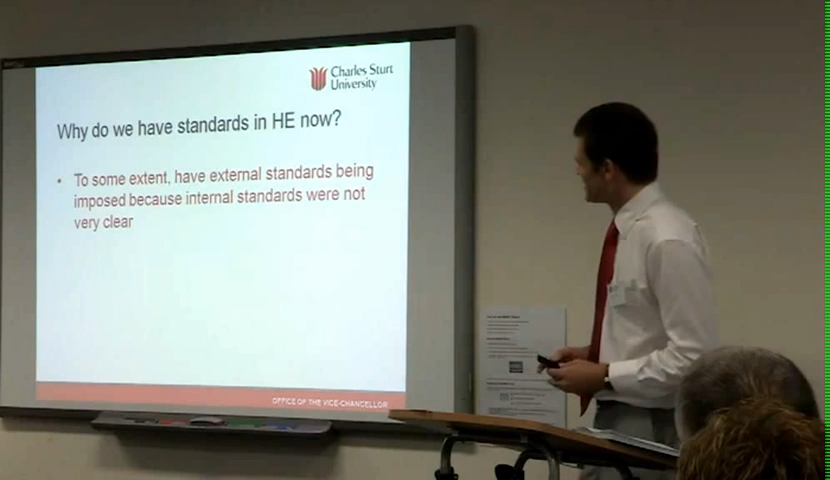 Charles Sturt
University
Why do we have standards in HE now?
• To some extent, have external standards being
imposed because internal standards were not
very clear
OFFICE OF THE VICE-CHANCELLOR